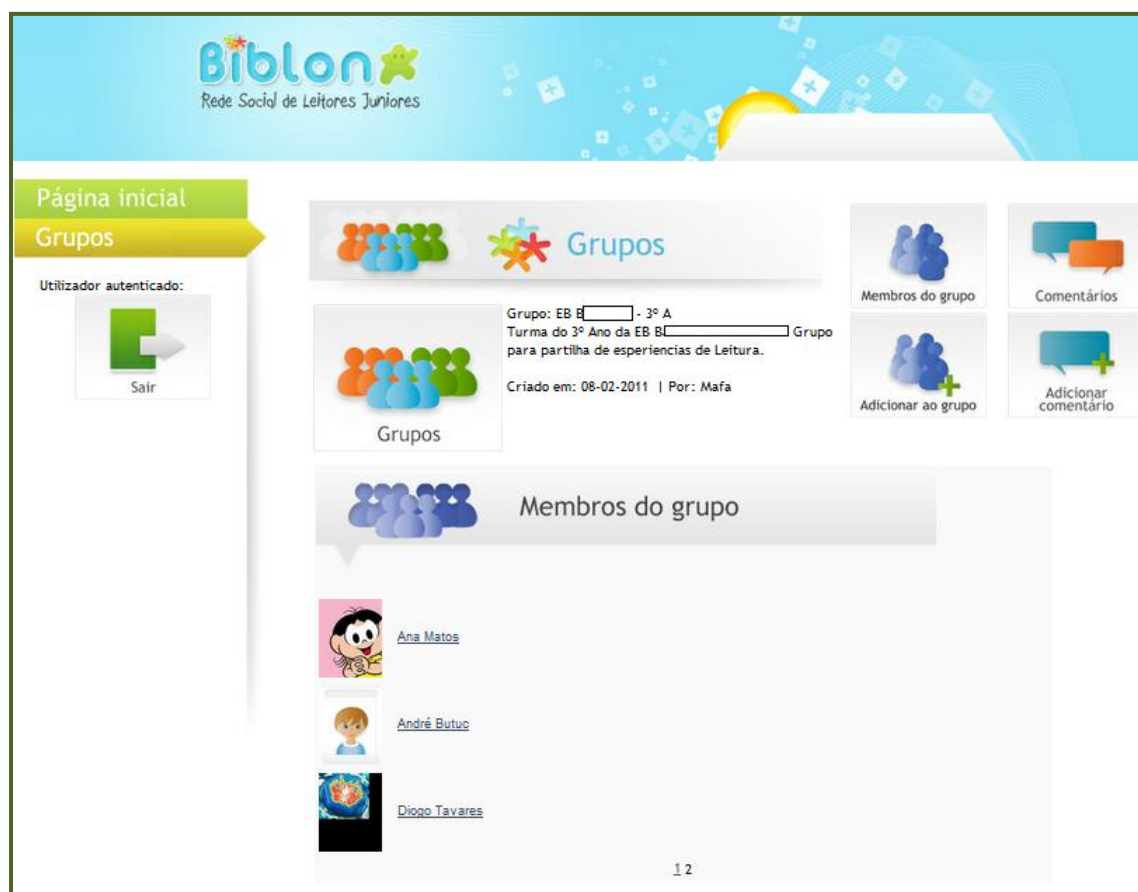 Biblon
Rede Social de Leitores Juniores
Página inicial
Grupos
Utilizador autenticado:
Sair
Grupos
Grupos
Grupo: EB B - 3º A
Turma do 3º Ano da EB B Grupo
para partilha de esperiencias de Leitura.
Criado em: 08-02-2011 | Por: Mafa
Membros do grupo
Comentários
Adicionar ao grupo
Adicionar
comentário
Membros do grupo
Ana Matos
André Butuc
Diogo Tavares
1 2